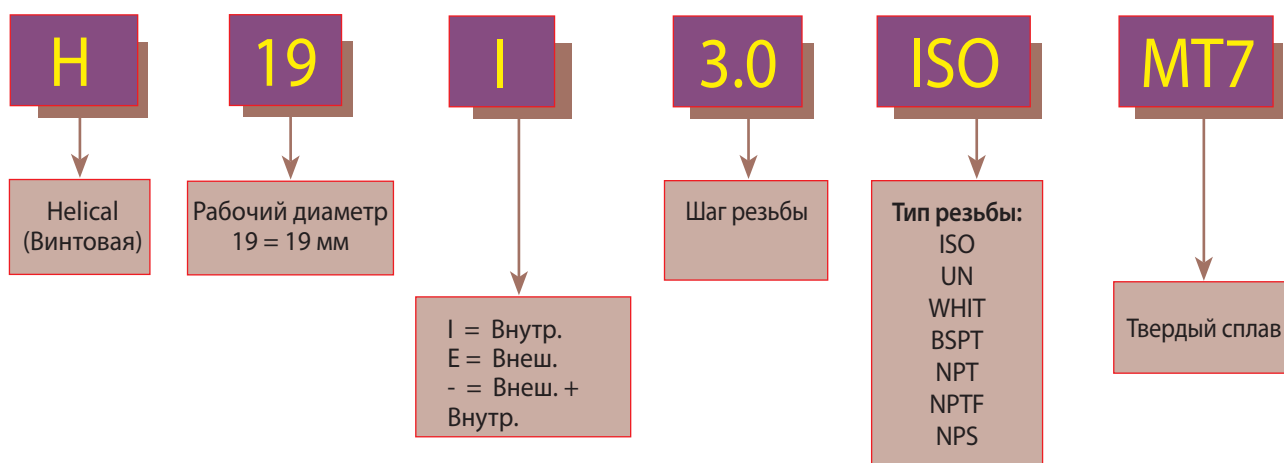 H
19
I
3.0
ISO
MT7
Helical
(Винтовая)
Рабочий диаметр
19 = 19 мм
I = Внутр.
E = Внеш.
- = Внеш. +
Внутр.
Шаг резьбы
Тип резьбы:
ISO
UN
WHIT
BSPT
NPT
NPTF
NPS
Твердый сплав